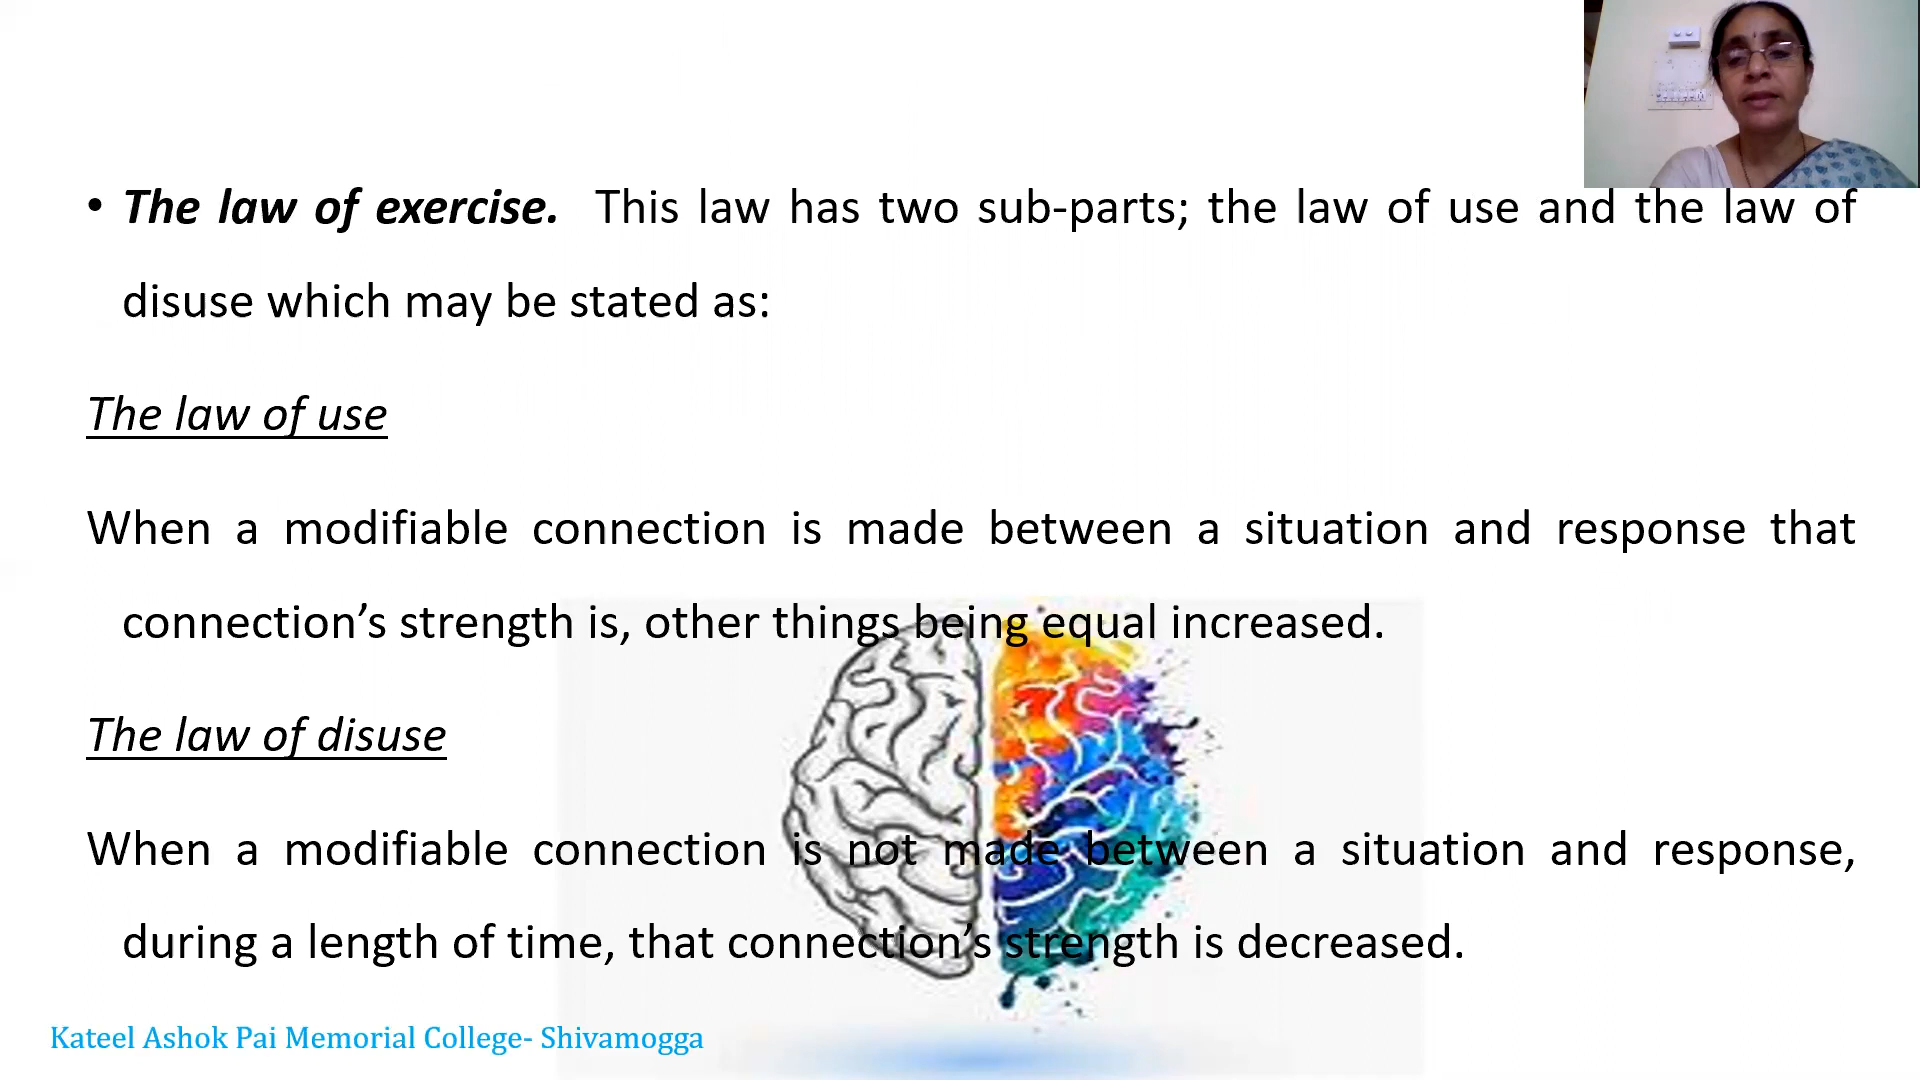 • The law of exercise. This law has two sub-parts; the law of use and the law of
disuse which may be stated as:
The law of use
When a modifiable connection is made between a situation and response that
connection’s strength is, other things being equal increased.
The law of disuse
When a modifiable connection is not made between a situation and response,
during a length of time, that connection’s strength is decreased.
Kateel Ashok Pai Memorial College- Shivamogga